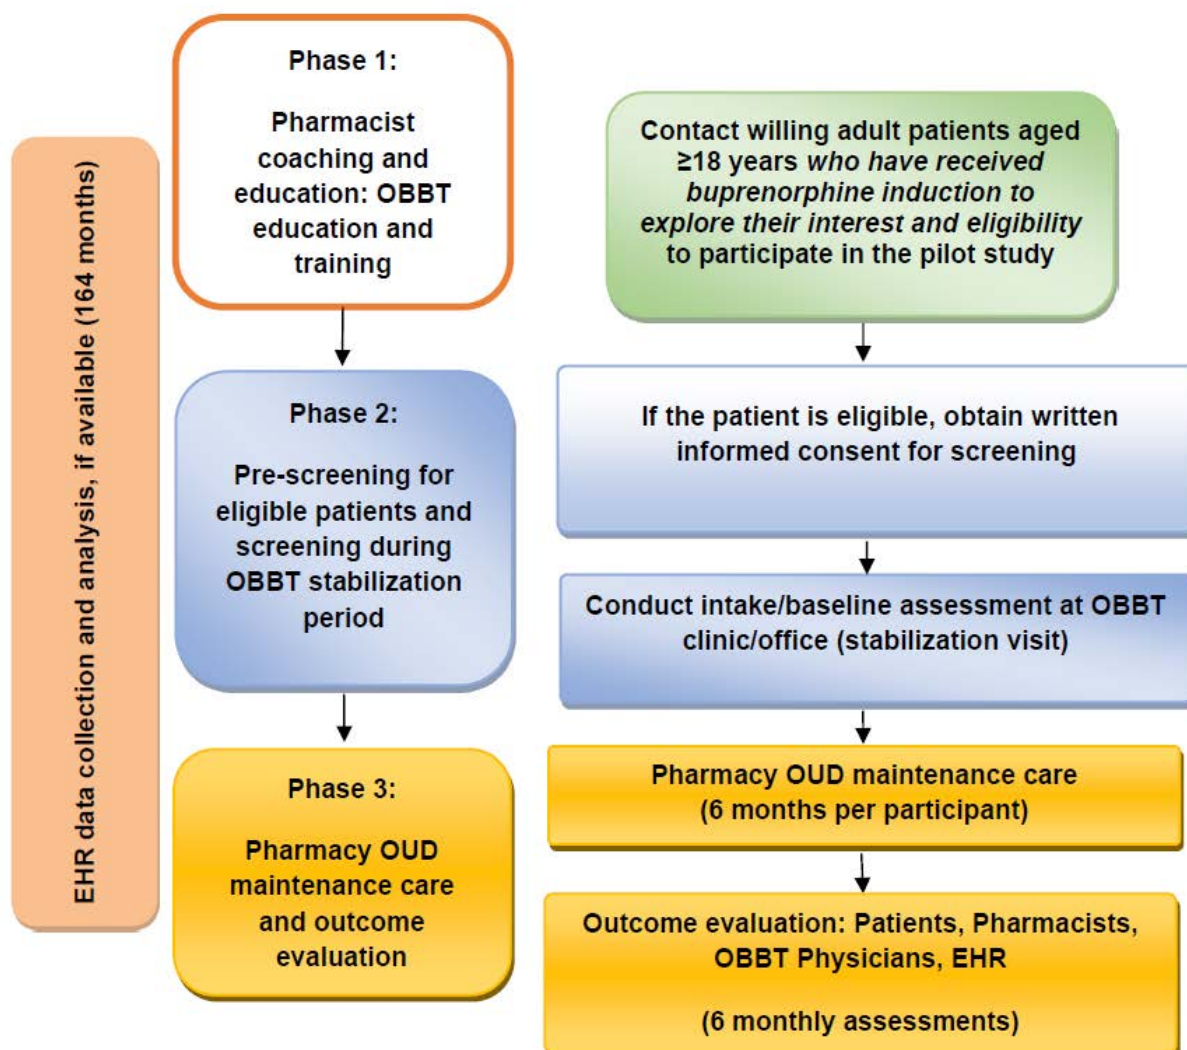 EHR data collection and analysis, if available (164 months)
Phase 1:
Pharmacist
coaching and
education: OBBT
education and
training
Phase 2:
Pre-screening for
eligible patients and
screening during
OBBT stabilization
period
Phase 3:
Pharmacy OUD
maintenance care
and outcome
evaluation
Contact willing adult patients aged
≥18 years who have received
buprenorphine induction to
explore their interest and eligibility
to participate in the pilot study
If the patient is eligible, obtain written
informed consent for screening
Conduct intake/baseline assessment at OBBT
clinic/office (stabilization visit)
Pharmacy OUD maintenance care
(6 months per participant)
Outcome evaluation: Patients, Pharmacists,
OBBT Physicians, EHR
(6 monthly assessments)